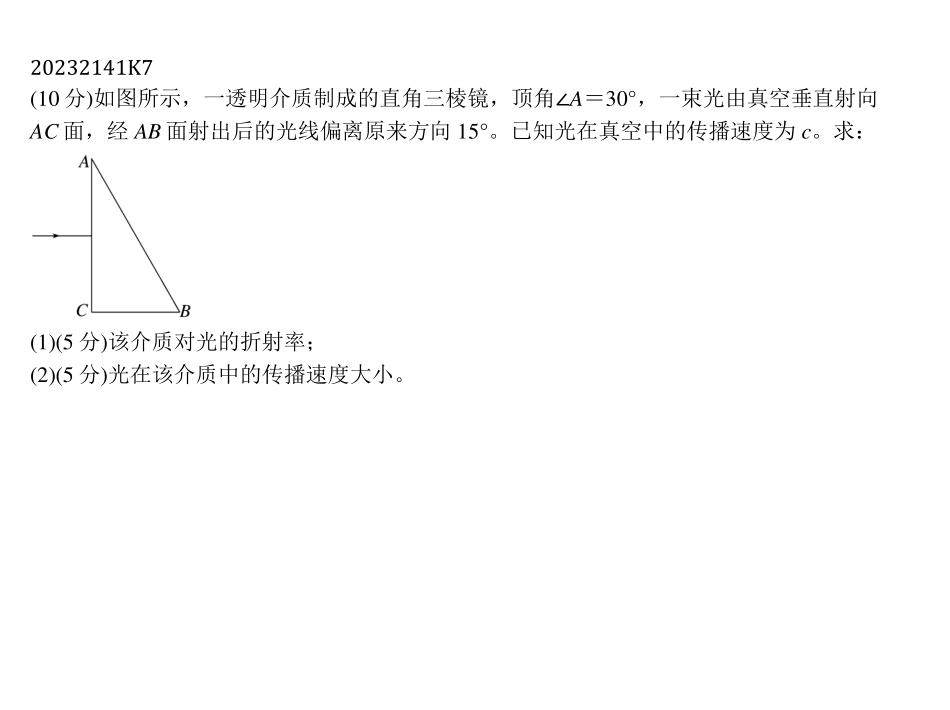 20232141K7
(10 分)如图所示，一透明介质制成的直角三棱镜，顶角∠A＝30°，一束光由真空垂直射向
AC 面，经 AB 面射出后的光线偏离原来方向 15°。已知光在真空中的传播速度为 c。求：
A
C
B
(1)(5 分)该介质对光的折射率；
(2)(5 分)光在该介质中的传播速度大小。